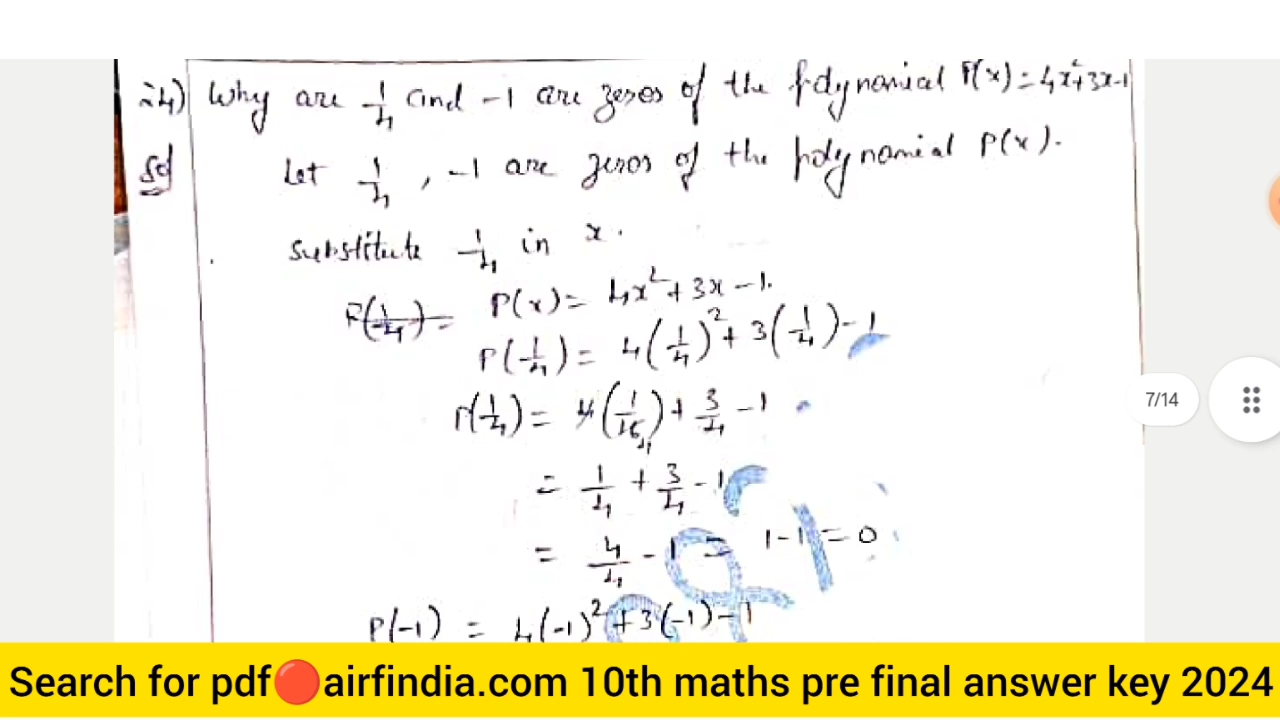 24) Why are 1/4 and -1 are zeros of the polynomial P(x)=4x²+3x-1
Sol Let 1/4, -1 are zeros of the polynomial P(x).
substitute 1/4 in x.
P(x)= 4x²+3x-1.
P(1/4)= 4(1/4)²+3(1/4)-1
P(1/4)= 4(1/16)+3/4-1
7/14
= 1/4+3/4-1
= 4/4-1 = 1-1=0
P(-1) = 4(-1)²+3(-1)-1
Search for pdf🔴airfindia.com 10th maths pre final answer key 2024